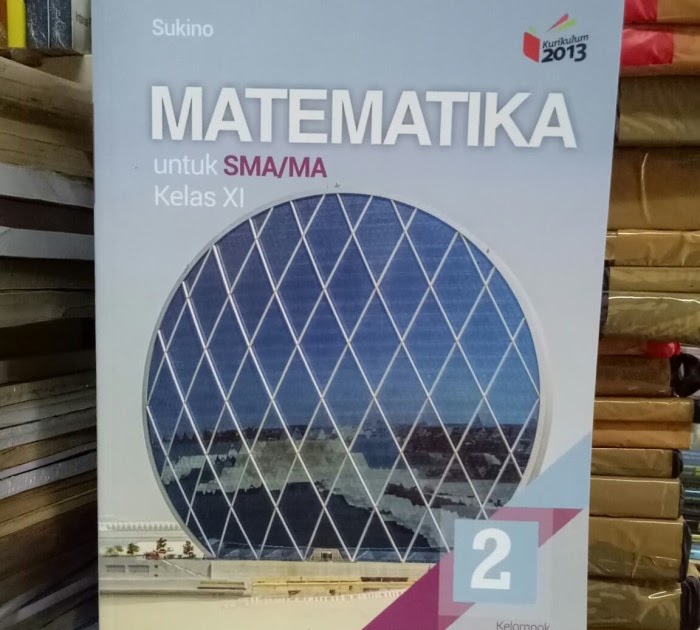 Sukino
Kurikulum
2013
MATEMATIKA
untuk SMA/MA
Kelas XI
2
Kelompok